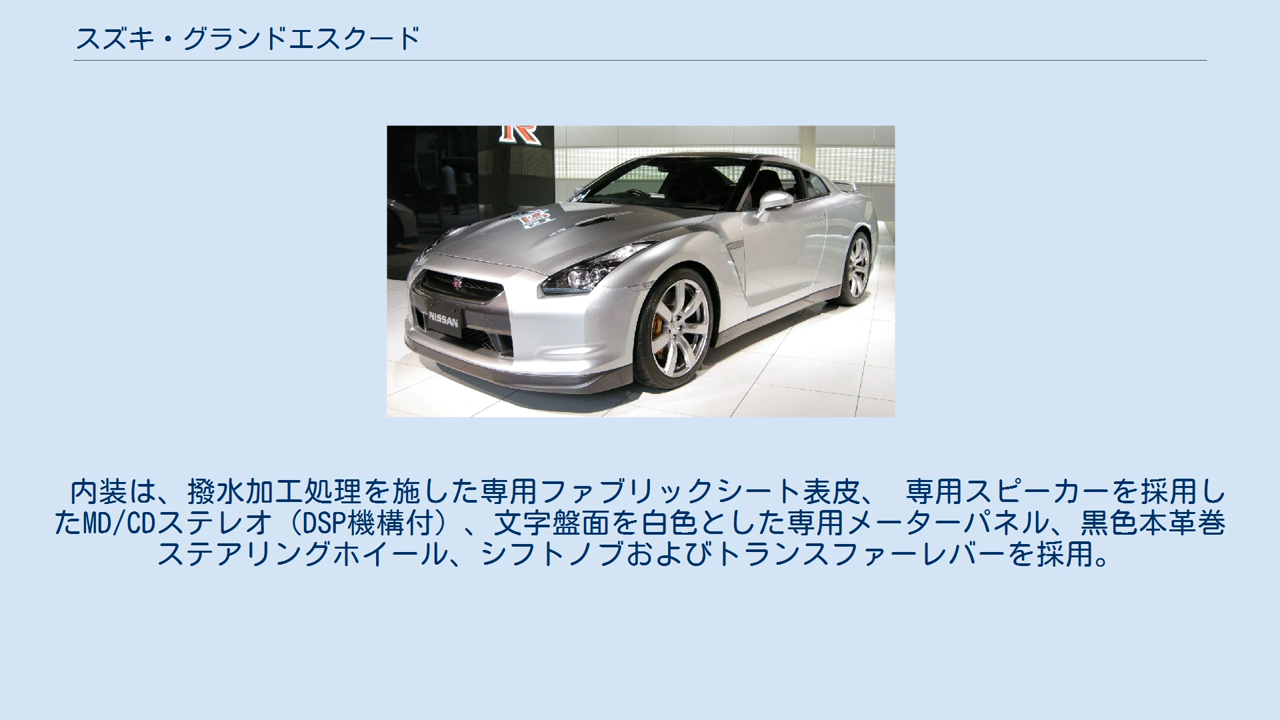 スズキ・グランドエスクード
R
NISSAN
内装は、撥水加工処理を施した専用ファブリックシート表皮、 専用スピーカーを採用し
たMD/CDステレオ（DSP機構付）、文字盤面を白色とした専用メーターパネル、黒色本革巻
ステアリングホイール、シフトノブおよびトランスファーレバーを採用。